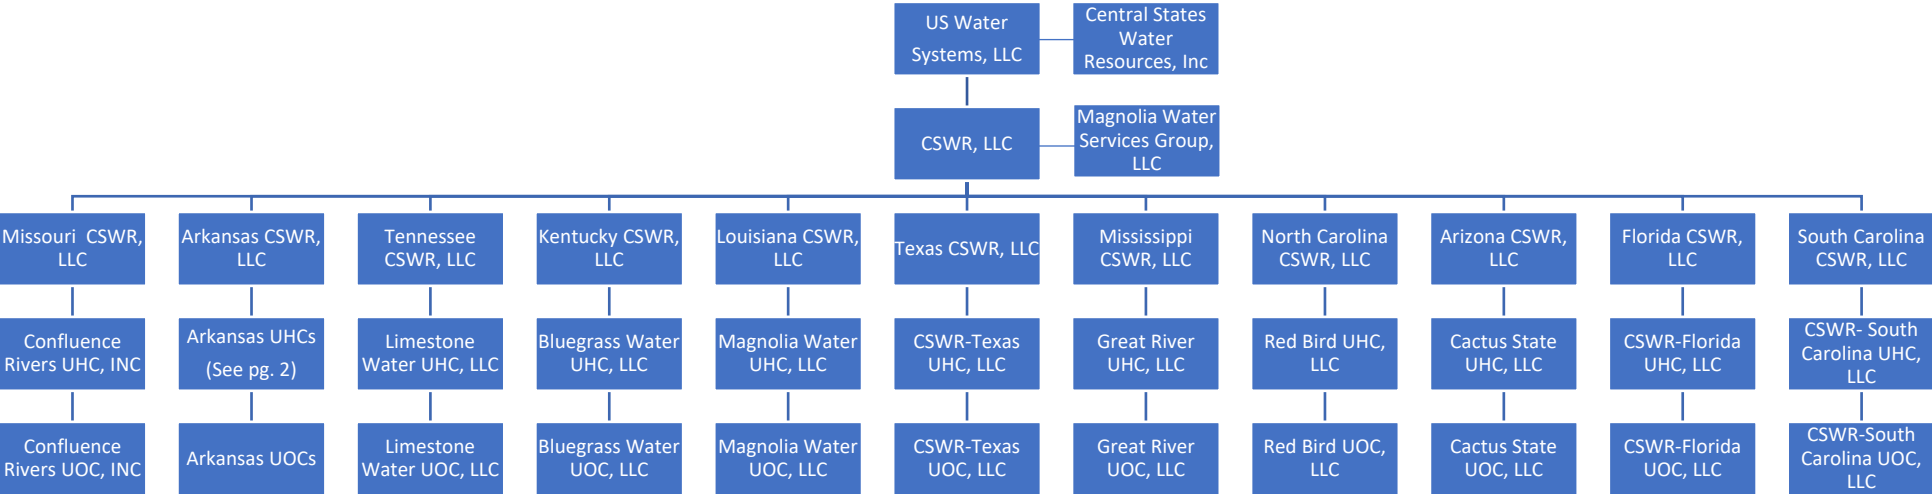 US Water
Systems, LLC
Central States
Water
Resources, Inc
CSWR, LLC
Magnolia Water
Services Group,
LLC
Missouri  CSWR,
LLC
Arkansas CSWR,
LLC
Tennessee
CSWR, LLC
Kentucky CSWR,
LLC
Louisiana CSWR,
LLC
Texas CSWR, LLC
Mississippi
CSWR, LLC
North Carolina
CSWR, LLC
Arizona CSWR,
LLC
Florida CSWR,
LLC
South Carolina
CSWR, LLC
Confluence
Rivers UHC, INC
Arkansas UHCs
(See pg. 2)
Limestone
Water UHC, LLC
Bluegrass Water
UHC, LLC
Magnolia Water
UHC, LLC
CSWR-Texas
UHC, LLC
Great River
UHC, LLC
Red Bird UHC,
LLC
Cactus State
UHC, LLC
CSWR-Florida
UHC, LLC
CSWR- South
Carolina UHC,
LLC
Confluence
Rivers UOC, INC
Arkansas UOCs
Limestone
Water UOC, LLC
Bluegrass Water
UOC, LLC
Magnolia Water
UOC, LLC
CSWR-Texas
UOC, LLC
Great River
UOC, LLC
Red Bird UOC,
LLC
Cactus State
UOC, LLC
CSWR-Florida
UOC, LLC
CSWR-South
Carolina UOC,
LLC